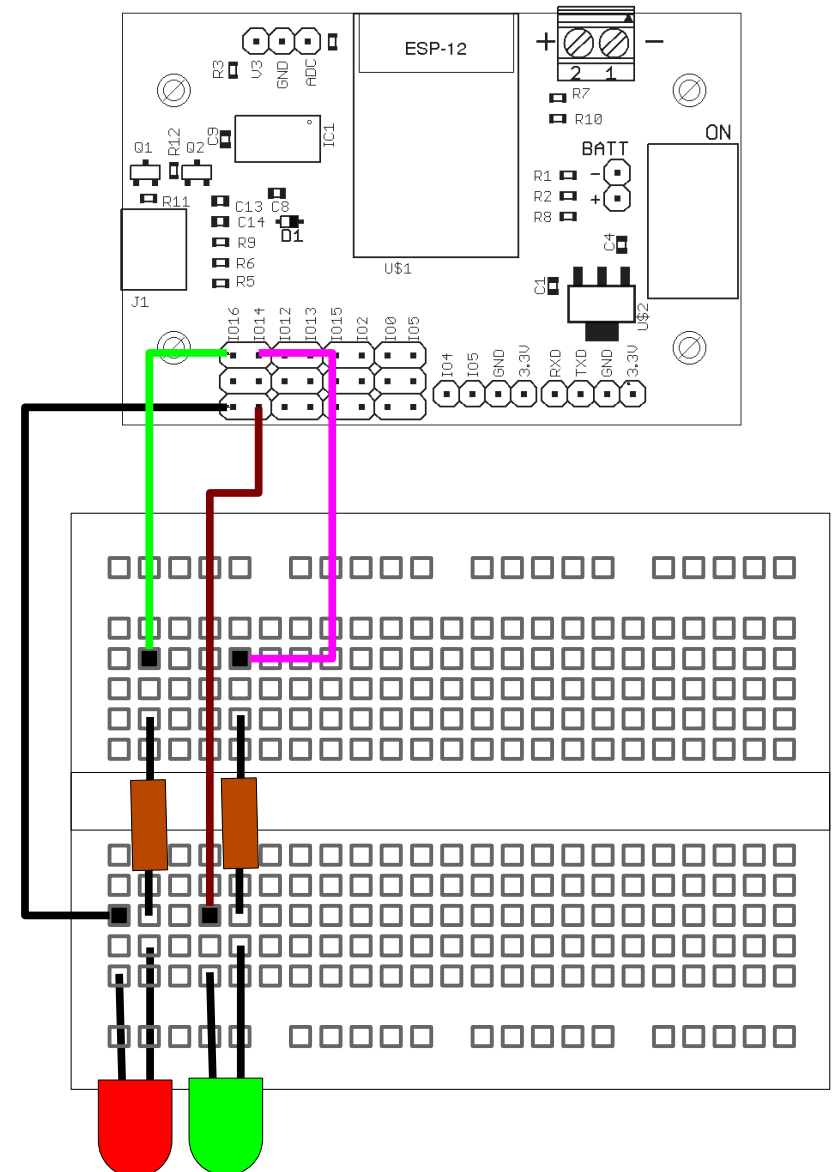 ESP-12
+
-
2 1
R3
V3
GND
ADC
R7
R10
ON
Q1
R12
Q2
C9
IC1
BATT
R1
-
R2
+
R8
R11
C13
C8
C14
D1
R9
C4
R6
U$1
R5
C1
J1
U$2
IO16
IO14
IO12
IO13
IO15
IO2
IO0
IO5
IO4
IO5
GND
3.3V
RXD
TXD
GND
3.3V